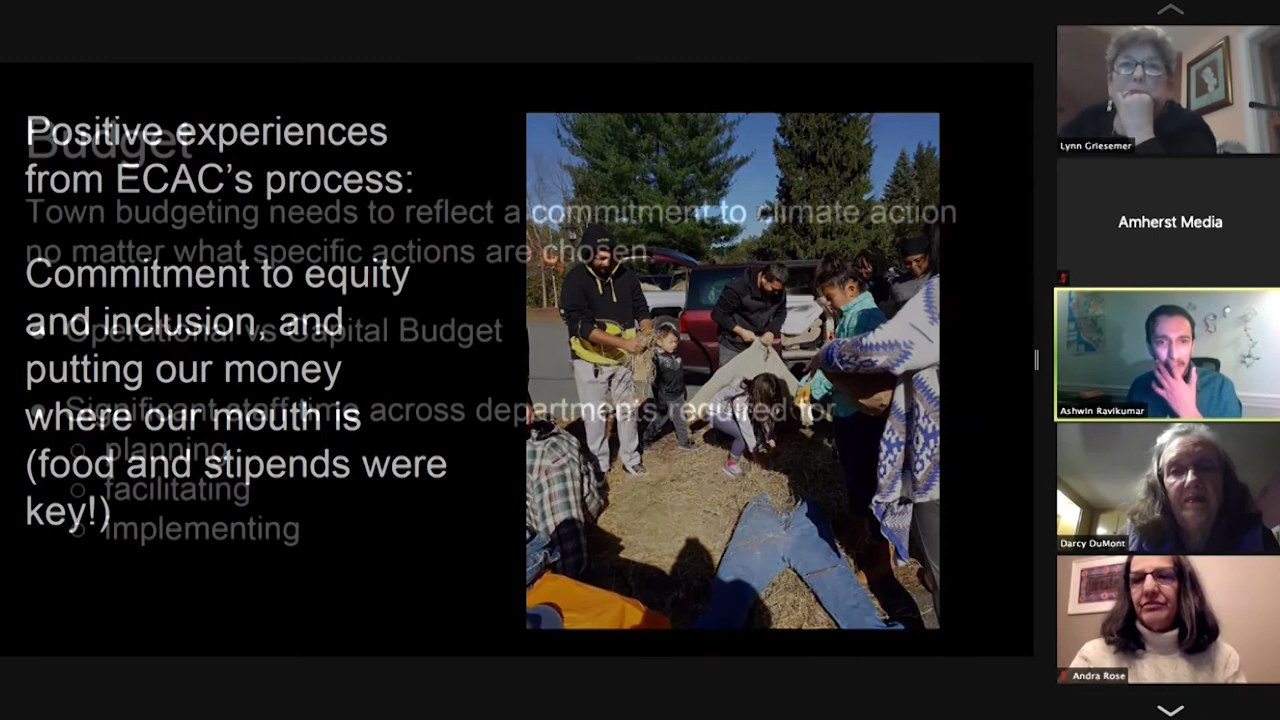 Positive experiences
from ECAC's process:
Commitment to equity
and inclusion, and
putting our money
where our mouth is
(food and stipends were
key!)
Budget
Town budgeting needs to reflect a commitment to climate action
no matter what specific actions are chosen.
Operational vs Capital Budget
Significant staff time across departments required for
planning
facilitating
implementing
Lynn Griesemer
Amherst Media
Ashwin Ravikumar
Darcy DuMont
Andra Rose